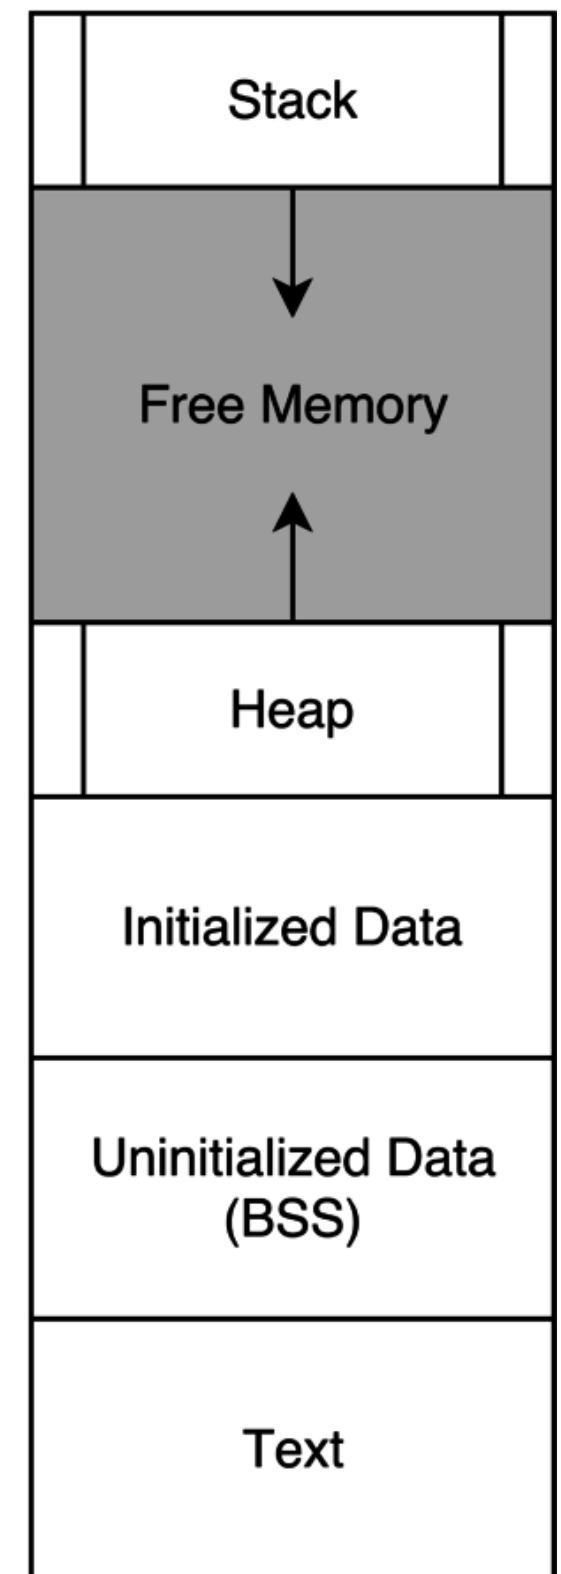 Stack
Free Memory
Heap
Initialized Data
Uninitialized Data
(BSS)
Text